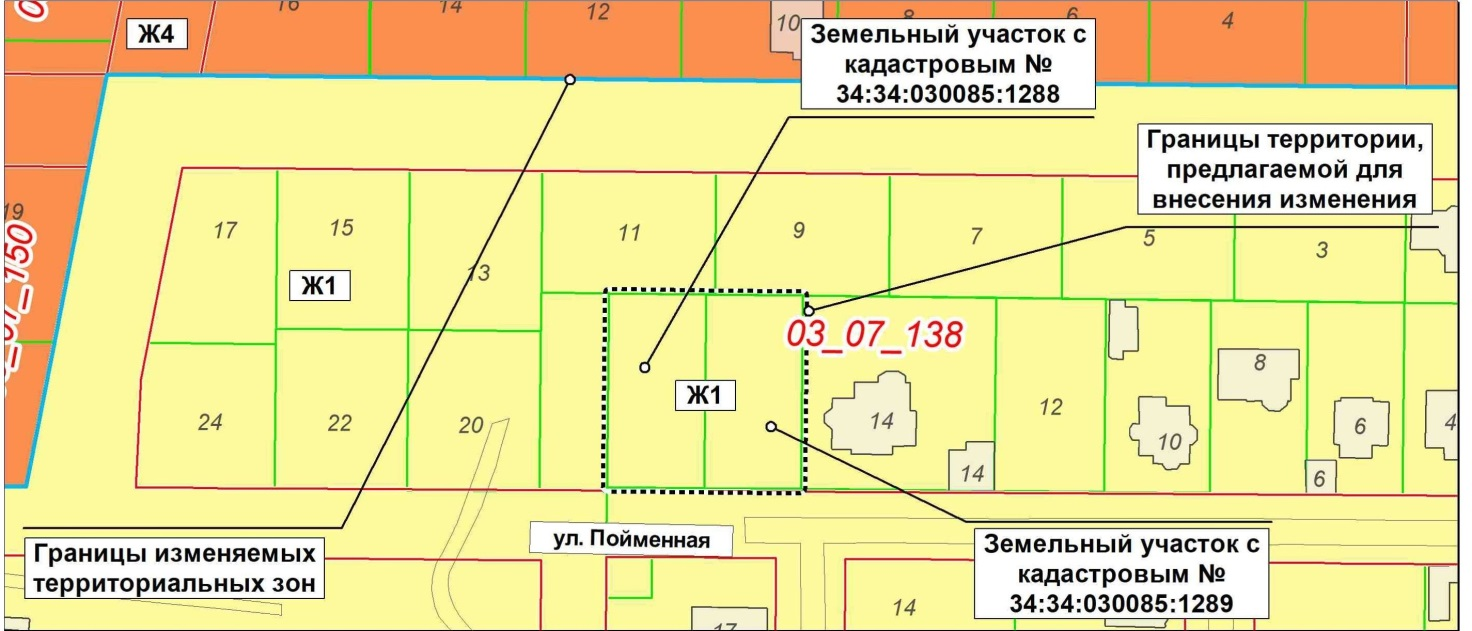 16
14
12
10
8
6
4
Ж4
Земельный участок с
кадастровым №
34:34:030085:1288
Границы территории,
предлагаемой для
внесения изменения
19
17
15
13
11
9
7
5
3
Ж1
03_07_138
Ж1
24
22
20
14
14
12
10
8
6
6
4
ул. Пойменная
Границы изменяемых
территориальных зон
Земельный участок с
кадастровым №
34:34:030085:1289
17
14